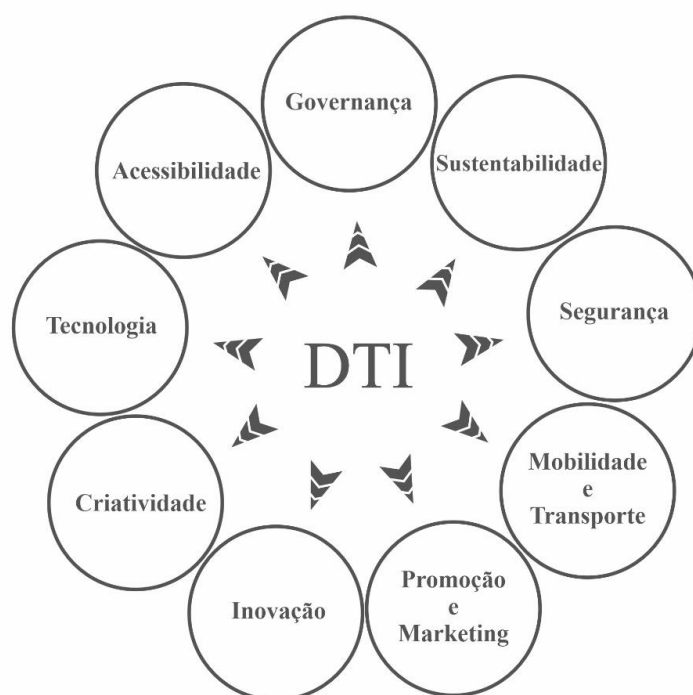 Governança
Sustentabilidade
Segurança
Mobilidade
e
Transporte
Promoção
e
Marketing
Inovação
Criatividade
Tecnologia
Acessibilidade
DTI